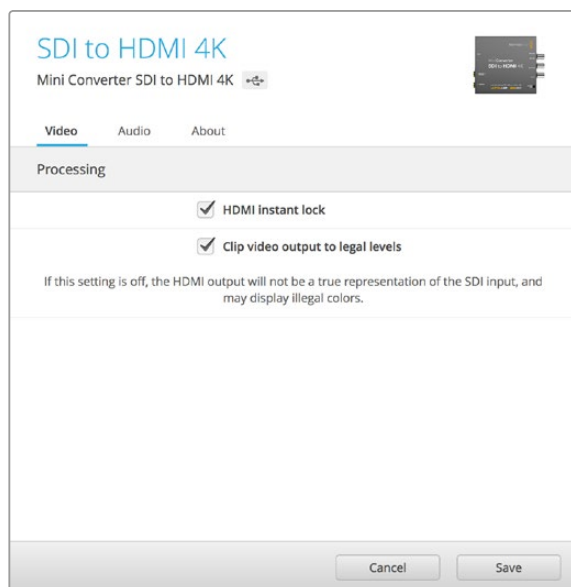 SDI to HDMI 4K
Mini Converter SDI to HDMI 4K
Video Audio About
Processing
HDMI instant lock
Clip video output to legal levels
If this setting is off, the HDMI output will not be a true representation of the SDI input, and
may display illegal colors.
Cancel Save